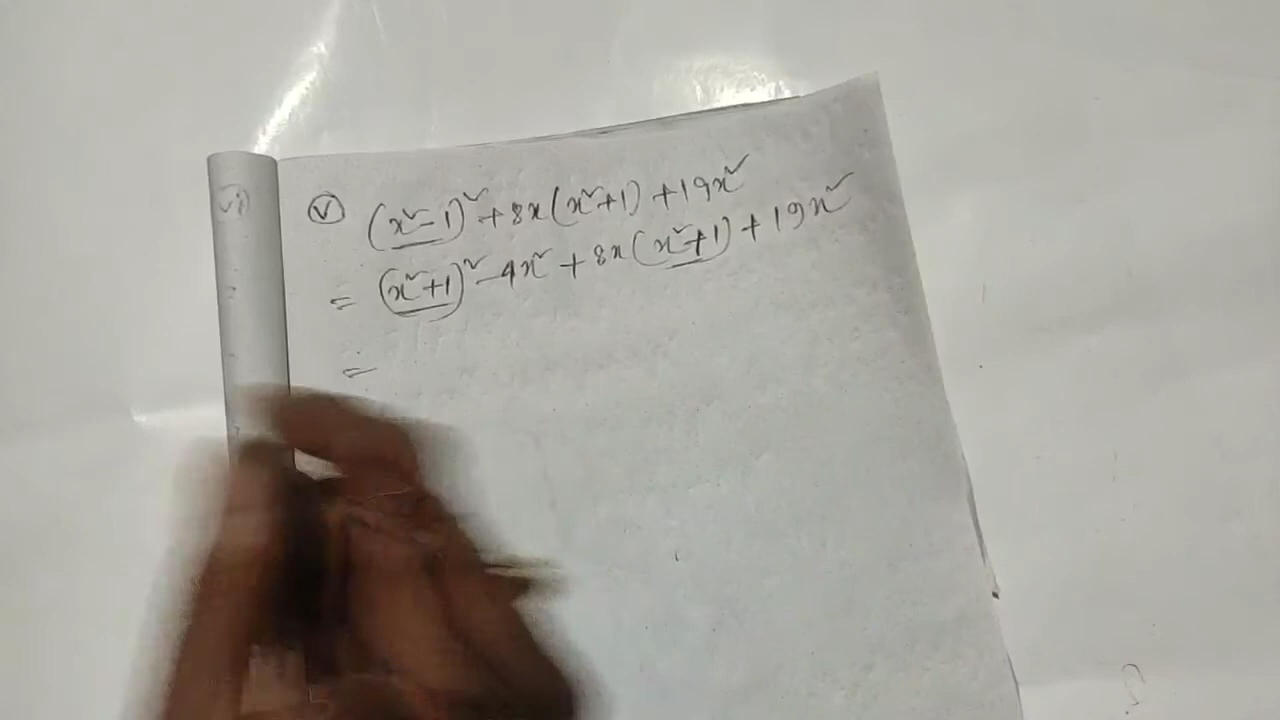 (v) (x²-1)²+8x(x²+1)+19x²
= (x²+1)²-4x²+8x(x²+1)+19x²
=